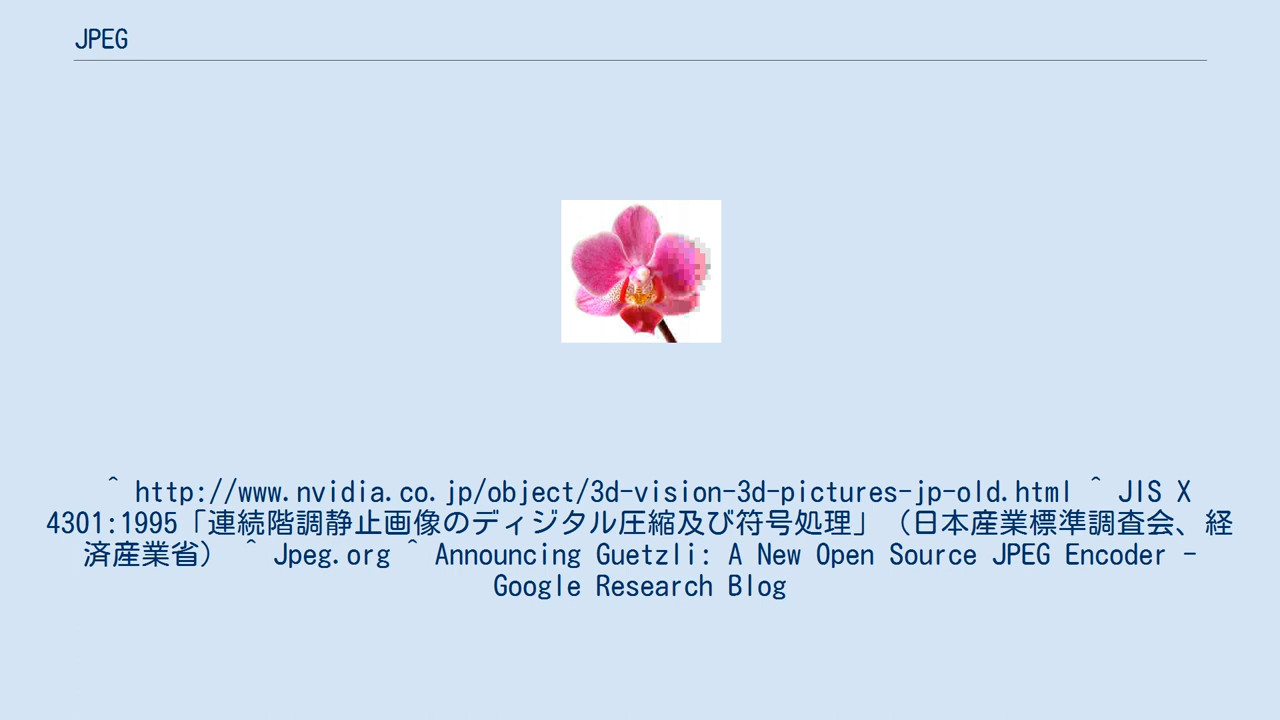 JPEG
^ http://www.nvidia.co.jp/object/3d-vision-3d-pictures-jp-old.html ^ JIS X
4301:1995「連続階調静止画像のディジタル圧縮及び符号処理」（日本産業標準調査会、経
済産業省） ^ Jpeg.org ^ Announcing Guetzli: A New Open Source JPEG Encoder –
Google Research Blog